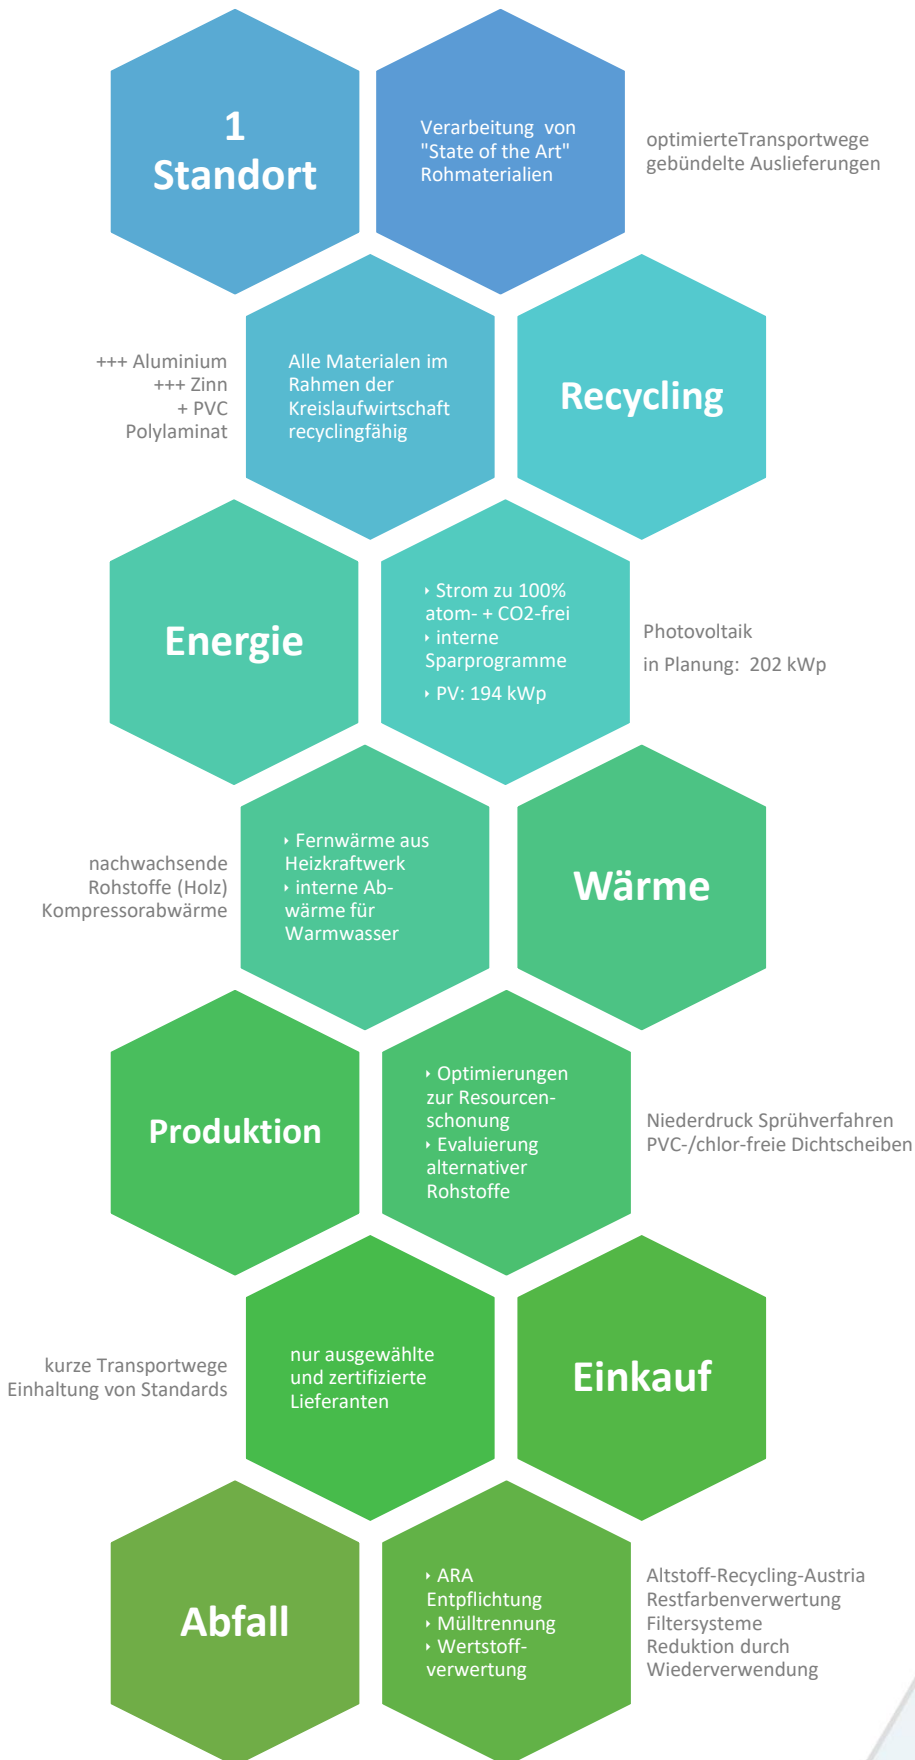 1
Standort
Verarbeitung von
"State of the Art"
Rohmaterialien
optimierteTransportwege
gebündelte Auslieferungen
+++ Aluminium
+++ Zinn
+ PVC
Polylaminat
Alle Materialen im
Rahmen der
Kreislaufwirtschaft
recyclingfähig
Recycling
Energie
‣ Strom zu 100%
atom- + CO2-frei
‣ interne
Sparprogramme
‣ PV: 194 kWp
Photovoltaik
in Planung: 202 kWp
nachwachsende
Rohstoffe (Holz)
Kompressorabwärme
‣ Fernwärme aus
Heizkraftwerk
‣ interne Ab-
wärme für
Warmwasser
Wärme
Produktion
‣ Optimierungen
zur Resourcen-
schonung
‣ Evaluierung
alternativer
Rohstoffe
Niederdruck Sprühverfahren
PVC-/chlor-freie Dichtscheiben
kurze Transportwege
Einhaltung von Standards
nur ausgewählte
und zertifizierte
Lieferanten
Einkauf
Abfall
‣ ARA
Entpflichtung
‣ Mülltrennung
‣ Wertstoff-
verwertung
Altstoff-Recycling-Austria
Restfarbenverwertung
Filtersysteme
Reduktion durch
Wiederverwendung